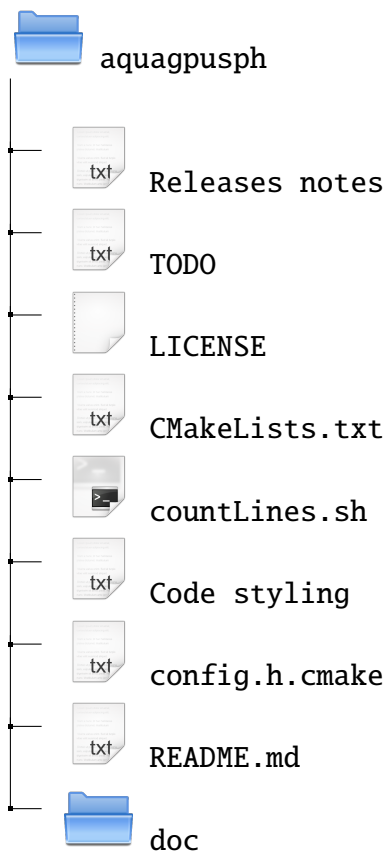 aquagpusph
txt
Releases notes
txt
TODO
LICENSE
txt
CMakeLists.txt
>_
countLines.sh
txt
Code styling
txt
config.h.cmake
txt
README.md
doc